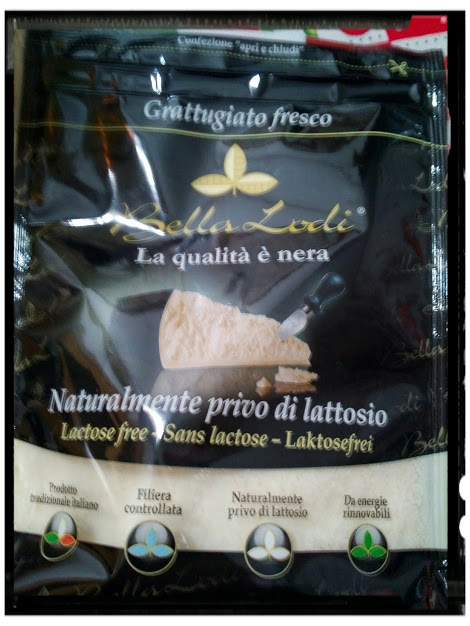 Confezione "apri e chiudi"
Grattugiato fresco
Bella Lodi®
La qualità è nera
Naturalmente privo di lattosio
Lactose free - Sans lactose - Laktosefrei
Prodotto
tradizionale italiano
Filiera
controllata
Naturalmente
privo di lattosio
Da energie
rinnovabili